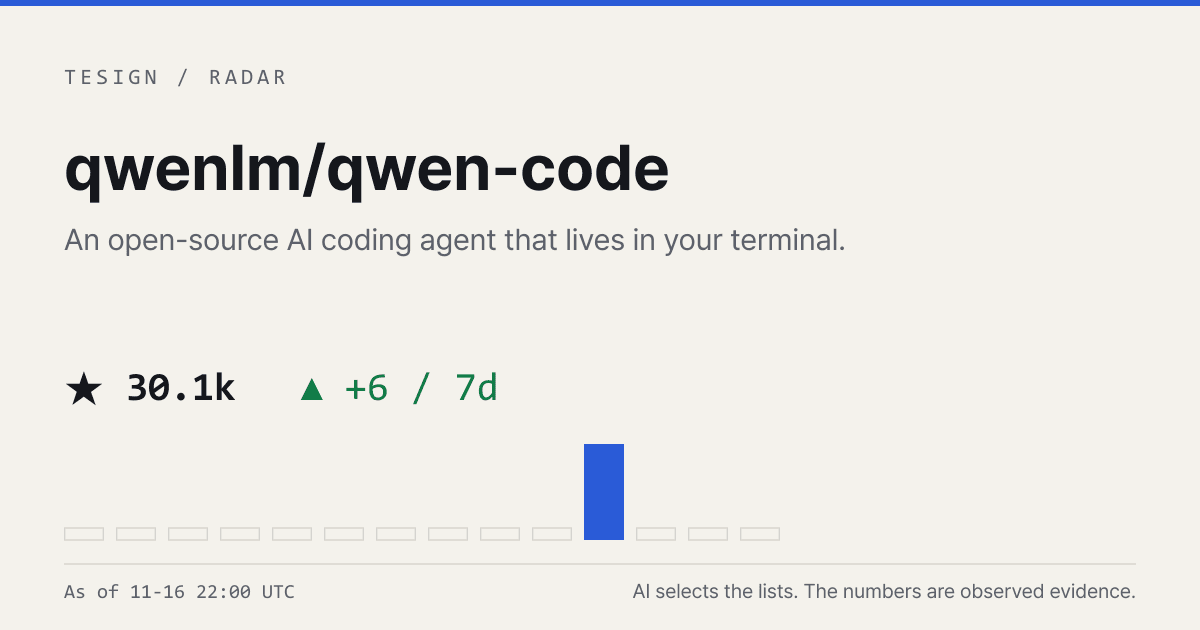 TESIGN / RADAR
qwenlm/qwen-code
An open-source AI coding agent that lives in your terminal.
★ 30.1k ▲ +6 / 7d
As of 11-16 22:00 UTC
AI selects the lists. The numbers are observed evidence.